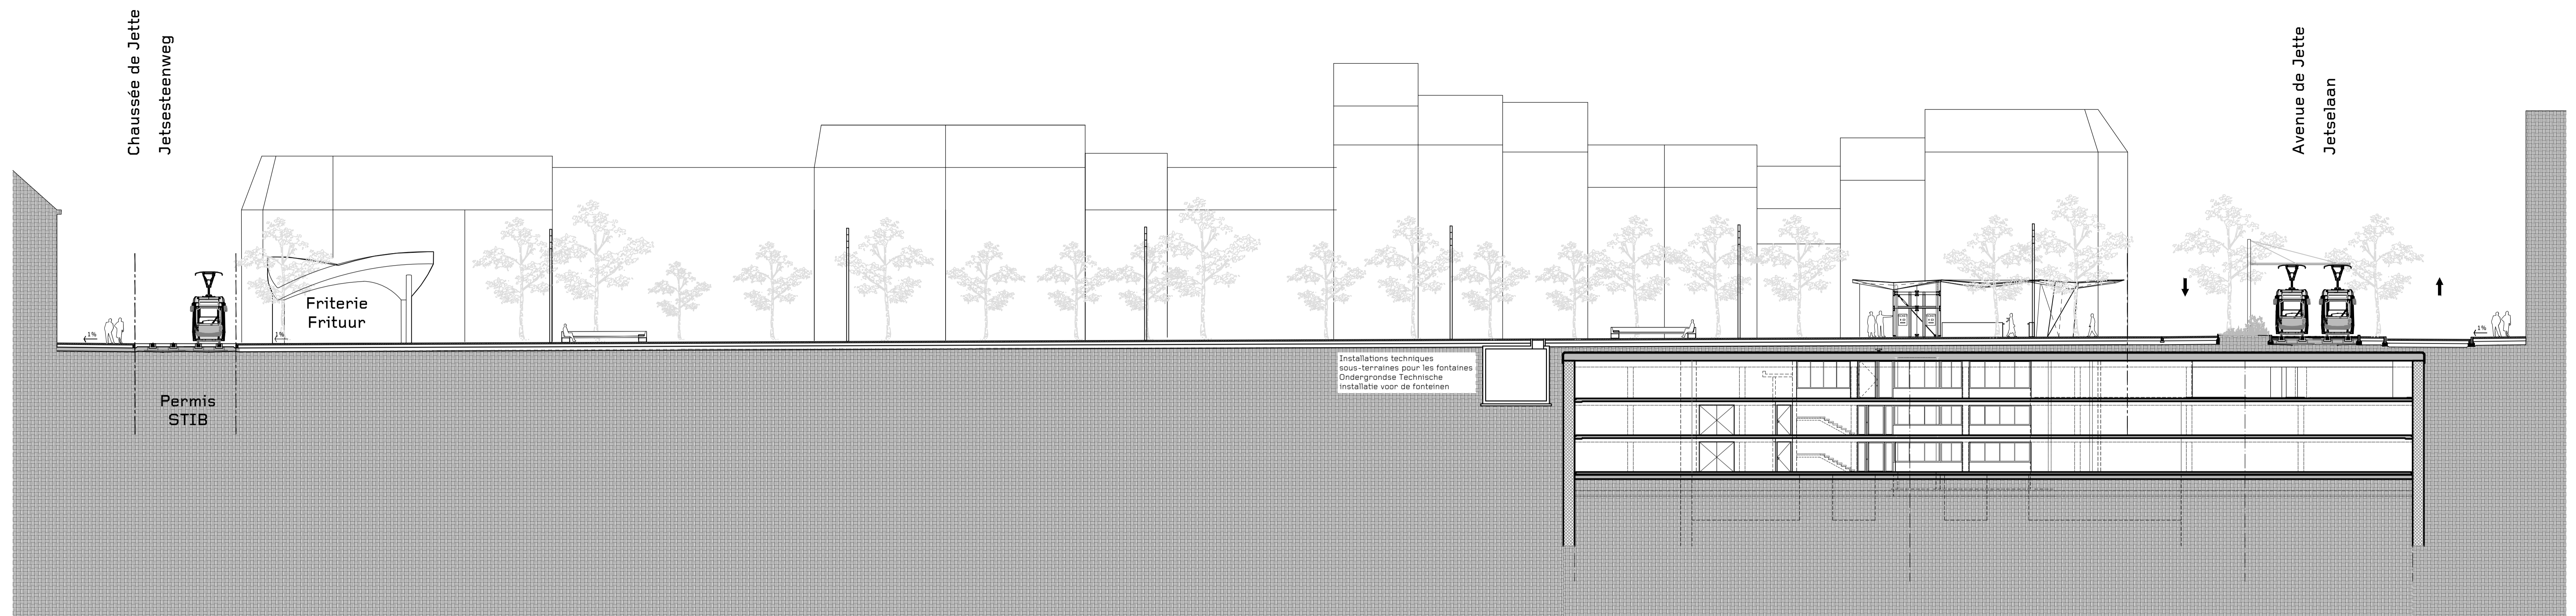 Chaussée de Jette
Jetsesteenweg
Avenue de Jette
Jetselaan
Friterie
Frituur
1%
1%
1%
Installations techniques
sous-terraines pour les fontaines
Ondergrondse Technische
installatie voor de fonteinen
Permis
STIB